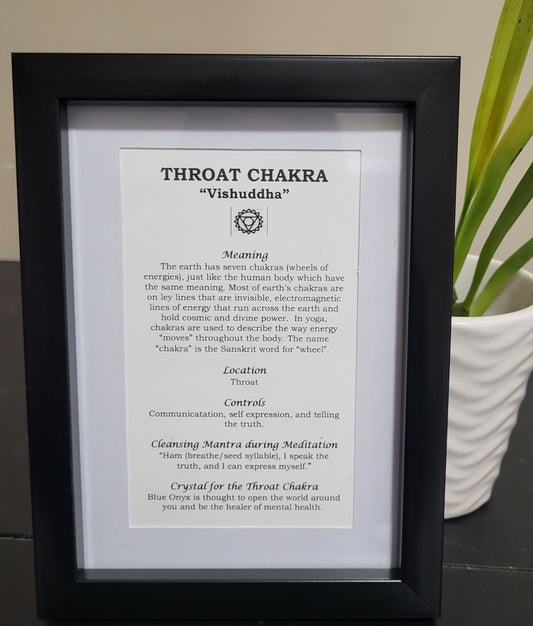 THROAT CHAKRA
“Vishuddha”
Meaning
The earth has seven chakras (wheels of
energies), just like the human body which have
the same meaning. Most of earth’s chakras are
on ley lines that are invisible, electromagnetic
lines of energy that run across the earth and
hold cosmic and divine power. In yoga,
chakras are used to describe the way energy
“moves” throughout the body. The name
“chakra” is the Sanskrit word for “wheel”.
Location
Throat
Controls
Communicatation, self expression, and telling
the truth.
Cleansing Mantra during Meditation
“Ham (breathe/seed syllable), I speak the
truth, and I can express myself.”
Crystal for the Throat Chakra
Blue Onyx is thought to open the world around
you and be the healer of mental health.